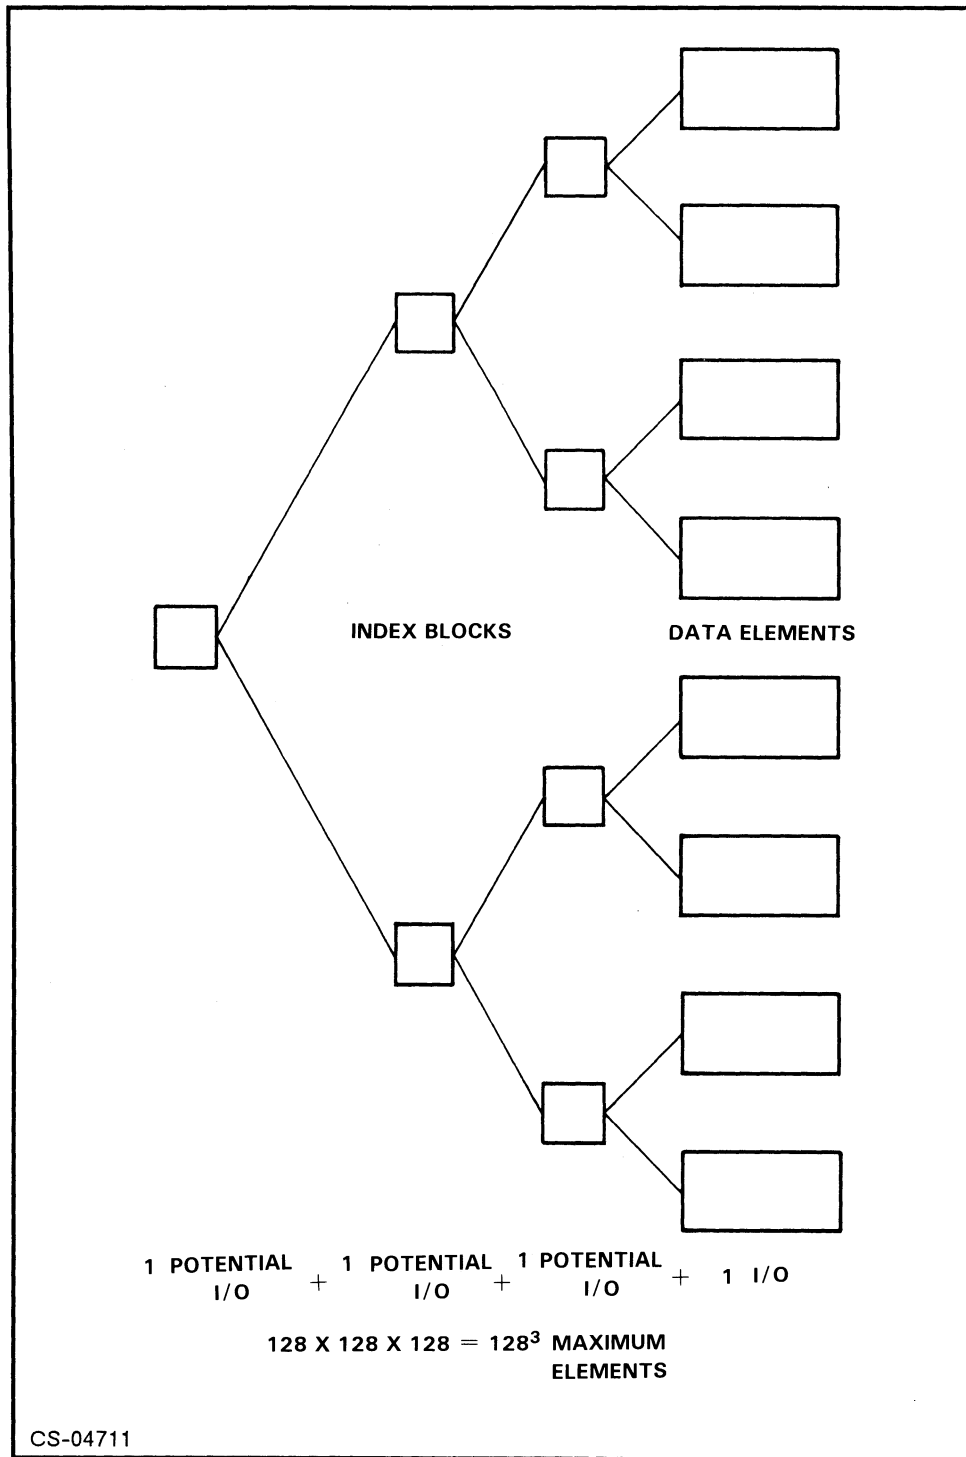 INDEX BLOCKS
DATA ELEMENTS
1 POTENTIAL I/O + 1 POTENTIAL I/O + 1 POTENTIAL I/O + 1 I/O
128 X 128 X 128 = 128³ MAXIMUM
ELEMENTS
CS-04711